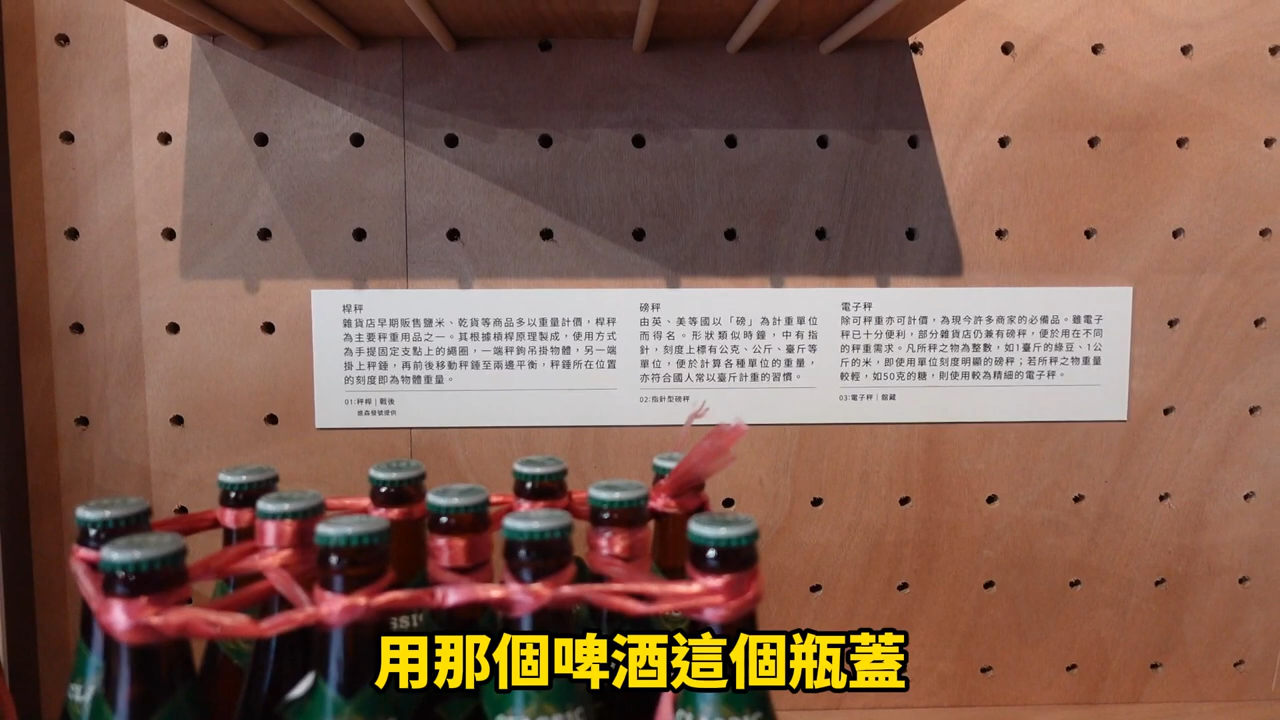 桿秤
雜貨店早期販售鹽米、乾貨等商品多以重量計價，桿秤
為主要秤重用品之一。其根據槓桿原理製成，使用方式
為手提固定支點上的繩圈，一端秤鉤吊掛物體，另一端
掛上秤錘，再前後移動秤錘至兩邊平衡，秤錘所在位置
的刻度即為物體重量。
01:秤桿｜戰後
振森發號提供
磅秤
由英、美等國以「磅」為計重單位
而得名。形狀類似時鐘，中有指
針，刻度上標有公克、公斤、臺斤等
單位，便於計算各種單位的重量，
亦符合國人常以臺斤計重的習慣。
02:指針型磅秤
電子秤
除可秤重亦可計價，為現今許多商家的必備品。雖電子
秤已十分便利，部分雜貨店仍兼有磅秤，便於用在不同
的秤重需求。凡所秤之物為整數，如1臺斤的綠豆、1公
斤的米，即使用單位刻度明顯的磅秤；若所秤之物重量
較輕，如50克的糖，則使用較為精細的電子秤。
03:電子秤｜館藏
CLASSIC
CLASSIC
用那個啤酒這個瓶蓋